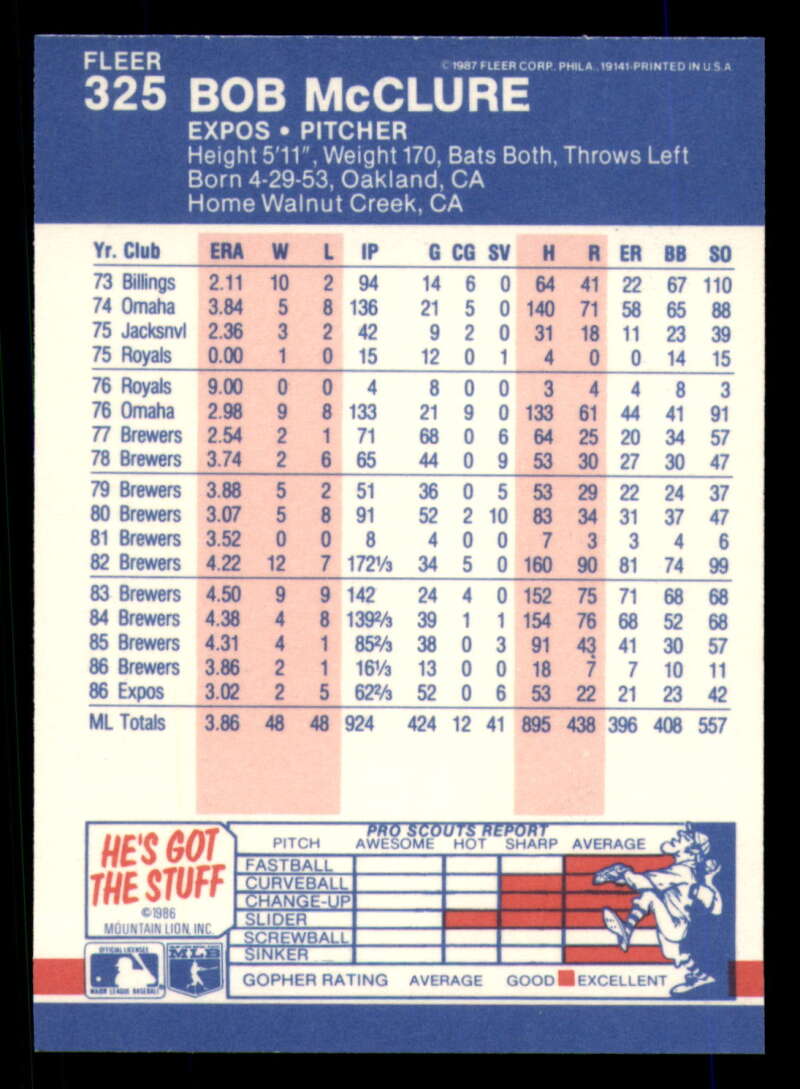 FLEER
©1987 FLEER CORP. PHILA., 19141-PRINTED IN U.S.A.
325 BOB McCLURE
EXPOS • PITCHER
Height 5'11", Weight 170, Bats Both, Throws Left
Born 4-29-53, Oakland, CA
Home Walnut Creek, CA
Yr. Club ERA W L IP G CG SV H R ER BB SO
73 Billings 2.11 10 2 94 14 6 0 64 41 22 67 110
74 Omaha 3.84 5 8 136 21 5 0 140 71 58 65 88
75 Jacksnvl 2.36 3 2 42 9 2 0 31 18 11 23 39
75 Royals 0.00 1 0 15 12 0 1 4 0 0 14 15
76 Royals 9.00 0 0 4 8 0 0 3 4 4 8 3
76 Omaha 2.98 9 8 133 21 9 0 133 61 44 41 91
77 Brewers 2.54 2 1 71 68 0 6 64 25 20 34 57
78 Brewers 3.74 2 6 65 44 0 9 53 30 27 30 47
79 Brewers 3.88 5 2 51 36 0 5 53 29 22 24 37
80 Brewers 3.07 5 8 91 52 2 10 83 34 31 37 47
81 Brewers 3.52 0 0 8 4 0 0 7 3 3 4 6
82 Brewers 4.22 12 7 172⅓ 34 5 0 160 90 81 74 99
83 Brewers 4.50 9 9 142 24 4 0 152 75 71 68 68
84 Brewers 4.38 4 8 139⅔ 39 1 1 154 76 68 52 68
85 Brewers 4.31 4 1 85⅔ 38 0 3 91 43 41 30 57
86 Brewers 3.86 2 1 16⅓ 13 0 0 18 7 7 10 11
86 Expos 3.02 2 5 62⅔ 52 0 6 53 22 21 23 42
ML Totals 3.86 48 48 924 424 12 41 895 438 396 408 557
HE'S GOT
THE STUFF
©1986
MOUNTAIN LION, INC.
PRO SCOUTS REPORT
PITCH AWESOME HOT SHARP AVERAGE
FASTBALL
CURVEBALL
CHANGE-UP
SLIDER
SCREWBALL
SINKER
GOPHER RATING AVERAGE GOOD EXCELLENT
OFFICIAL LICENSEE
MAJOR LEAGUE BASEBALL
MLB